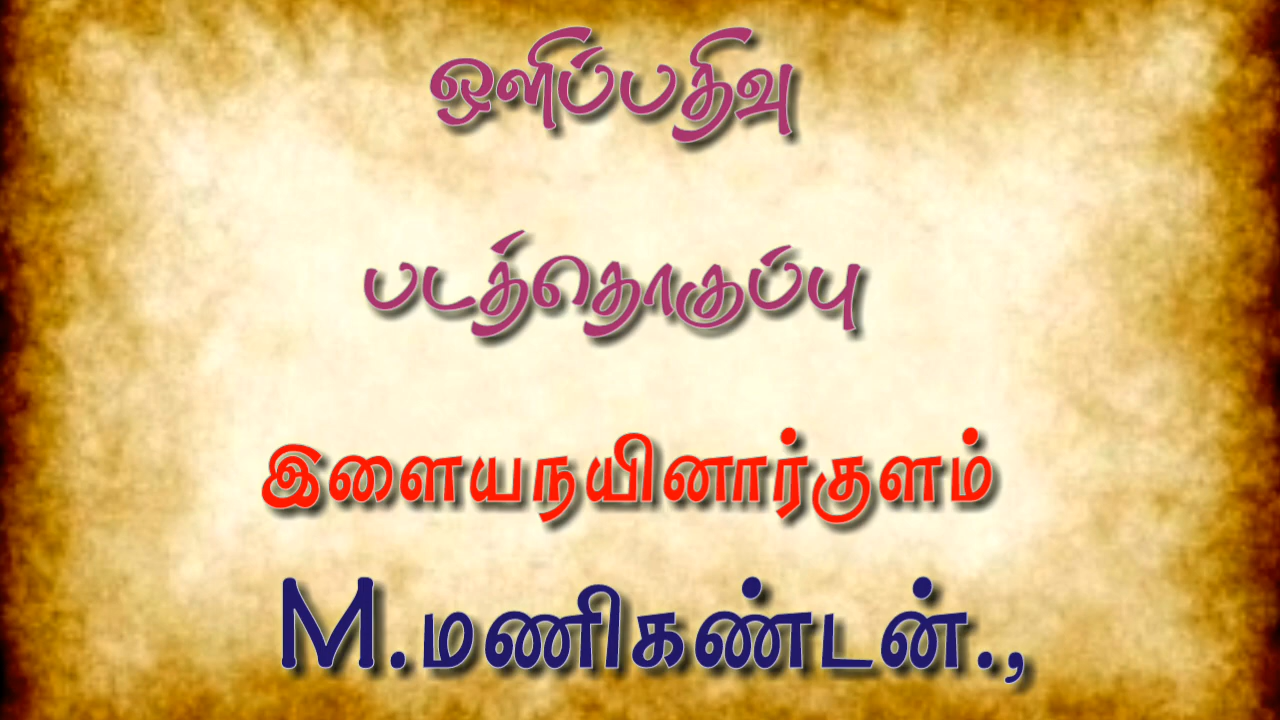 ஒளிப்பதிவு
படத்தொகுப்பு
இளையநயினார்குளம்
M.மணிகண்டன்.,